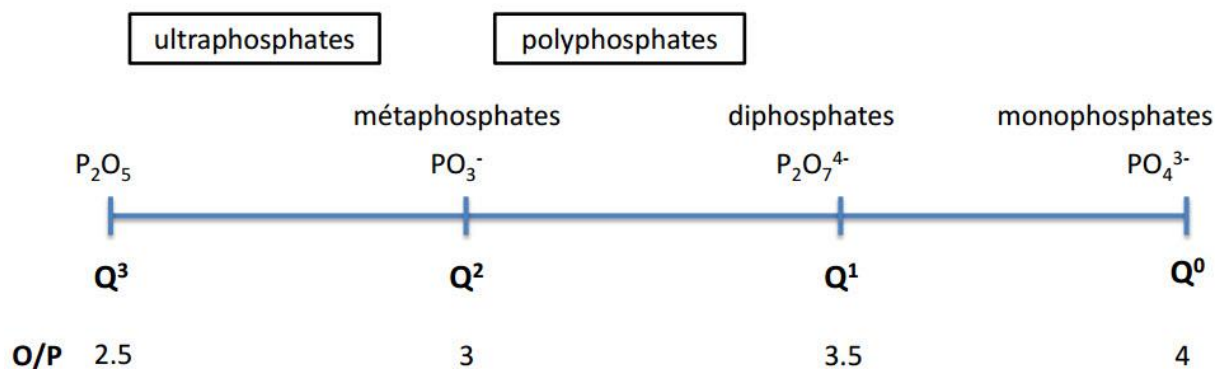 ultraphosphates polyphosphates
métaphosphates diphosphates monophosphates
P₂O₅ PO₃⁻ P₂O₇⁴⁻ PO₄³⁻
Q³ Q² Q¹ Q⁰
O/P 2.5 3 3.5 4